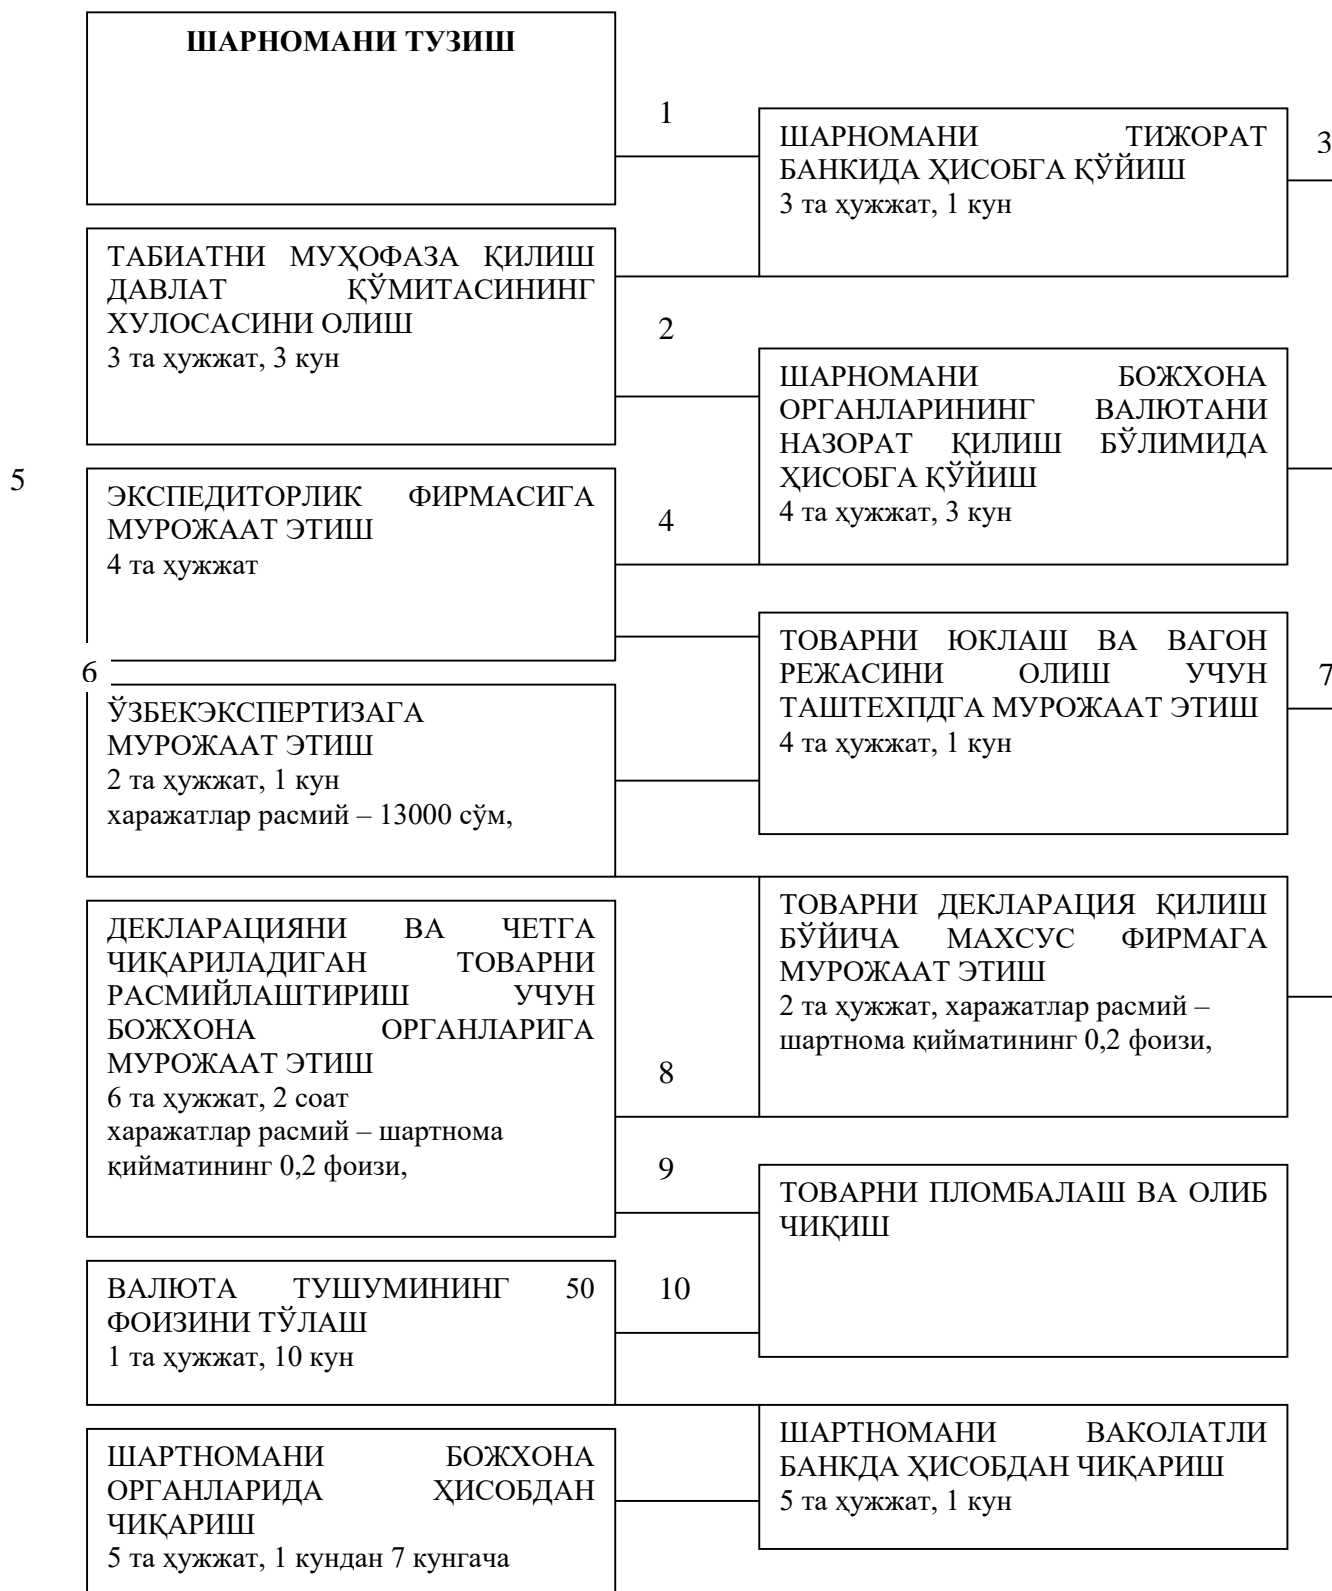 ШАРНОМАНИ ТУЗИШ
1
ШАРНОМАНИ ТИЖОРАТ
БАНКИДА ҲИСОБГА ҚЎЙИШ
3 та ҳужжат, 1 кун
3
ТАБИАТНИ МУҲОФАЗА ҚИЛИШ
ДАВЛАТ ҚЎМИТАСИНИНГ
ХУЛОСАСИНИ ОЛИШ
3 та ҳужжат, 3 кун
2
ШАРНОМАНИ БОЖХОНА
ОРГАНЛАРИНИНГ ВАЛЮТАНИ
НАЗОРАТ ҚИЛИШ БЎЛИМИДА
ҲИСОБГА ҚЎЙИШ
4 та ҳужжат, 3 кун
5
ЭКСПЕДИТОРЛИК ФИРМАСИГА
МУРОЖААТ ЭТИШ
4 та ҳужжат
4
ТОВАРНИ ЮКЛАШ ВА ВАГОН
РЕЖАСИНИ ОЛИШ УЧУН
ТАШТЕХПДГА МУРОЖААТ ЭТИШ
4 та ҳужжат, 1 кун
7
6
ЎЗБЕКЭКСПЕРТИЗАГА
МУРОЖААТ ЭТИШ
2 та ҳужжат, 1 кун
харажатлар расмий – 13000 сўм,
ТОВАРНИ ДЕКЛАРАЦИЯ ҚИЛИШ
БЎЙИЧА МАХСУС ФИРМАГА
МУРОЖААТ ЭТИШ
2 та ҳужжат, харажатлар расмий –
шартнома қийматининг 0,2 фоизи,
ДЕКЛАРАЦИЯНИ ВА ЧЕТГА
ЧИҚАРИЛАДИГАН ТОВАРНИ
РАСМИЙЛАШТИРИШ УЧУН
БОЖХОНА ОРГАНЛАРИГА
МУРОЖААТ ЭТИШ
6 та ҳужжат, 2 соат
харажатлар расмий – шартнома
қийматининг 0,2 фоизи,
8
9
ТОВАРНИ ПЛОМБАЛАШ ВА ОЛИБ
ЧИҚИШ
ВАЛЮТА ТУШУМИНИНГ 50
ФОИЗИНИ ТЎЛАШ
1 та ҳужжат, 10 кун
10
ШАРТНОМАНИ ВАКОЛАТЛИ
БАНКДА ҲИСОБДАН ЧИҚАРИШ
5 та ҳужжат, 1 кун
ШАРТНОМАНИ БОЖХОНА
ОРГАНЛАРИДА ҲИСОБДАН
ЧИҚАРИШ
5 та ҳужжат, 1 кундан 7 кунгача